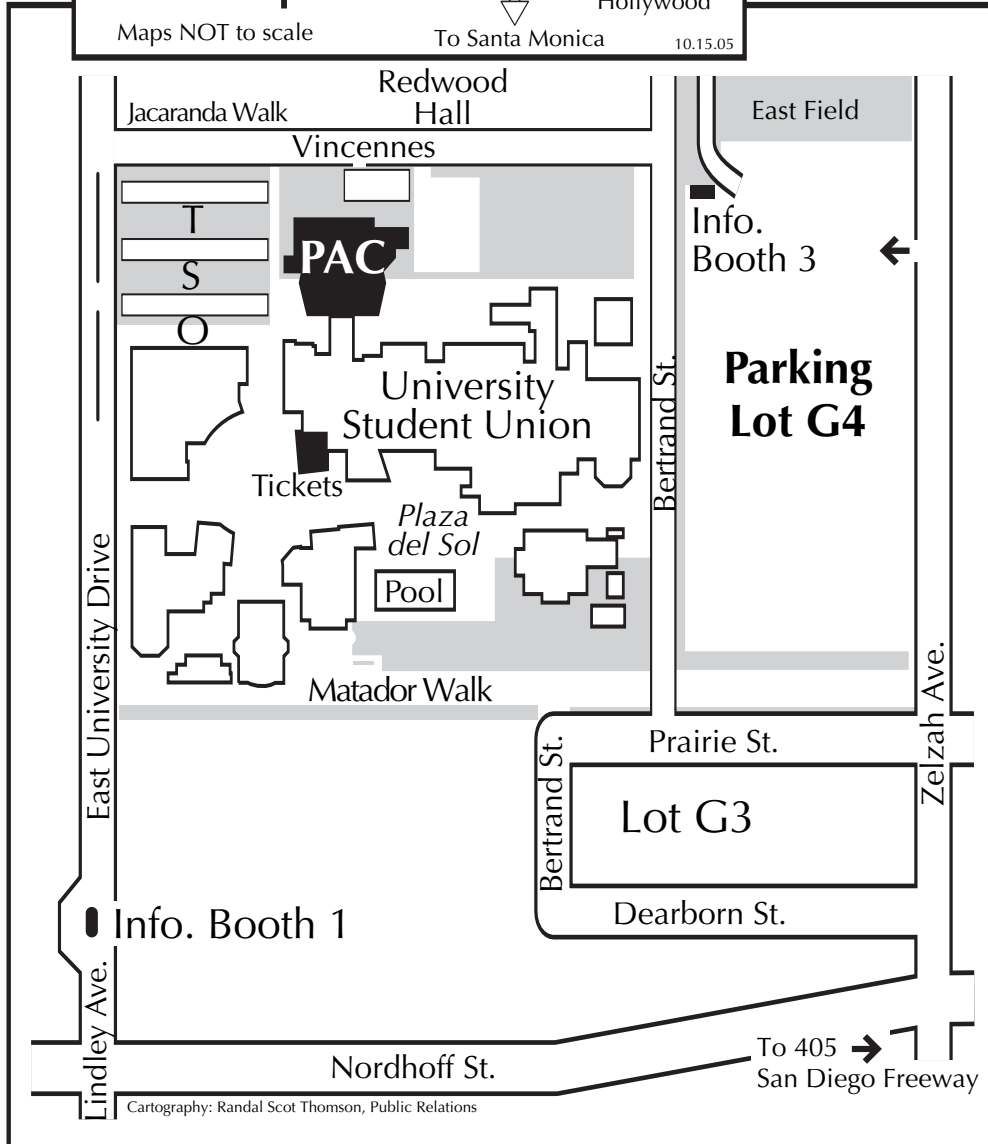 Hollywood
Maps NOT to scale
To Santa Monica
10.15.05
Redwood
Hall
Jacaranda Walk
East Field
Vincennes
T
S
O
PAC
Info.
Booth 3
University
Student Union
Parking
Lot G4
Bertrand St.
Tickets
Plaza
del Sol
Pool
East University Drive
Matador Walk
Zelzah Ave.
Prairie St.
Bertrand St.
Lot G3
Info. Booth 1
Dearborn St.
Lindley Ave.
Nordhoff St.
To 405
San Diego Freeway
Cartography: Randal Scot Thomson, Public Relations